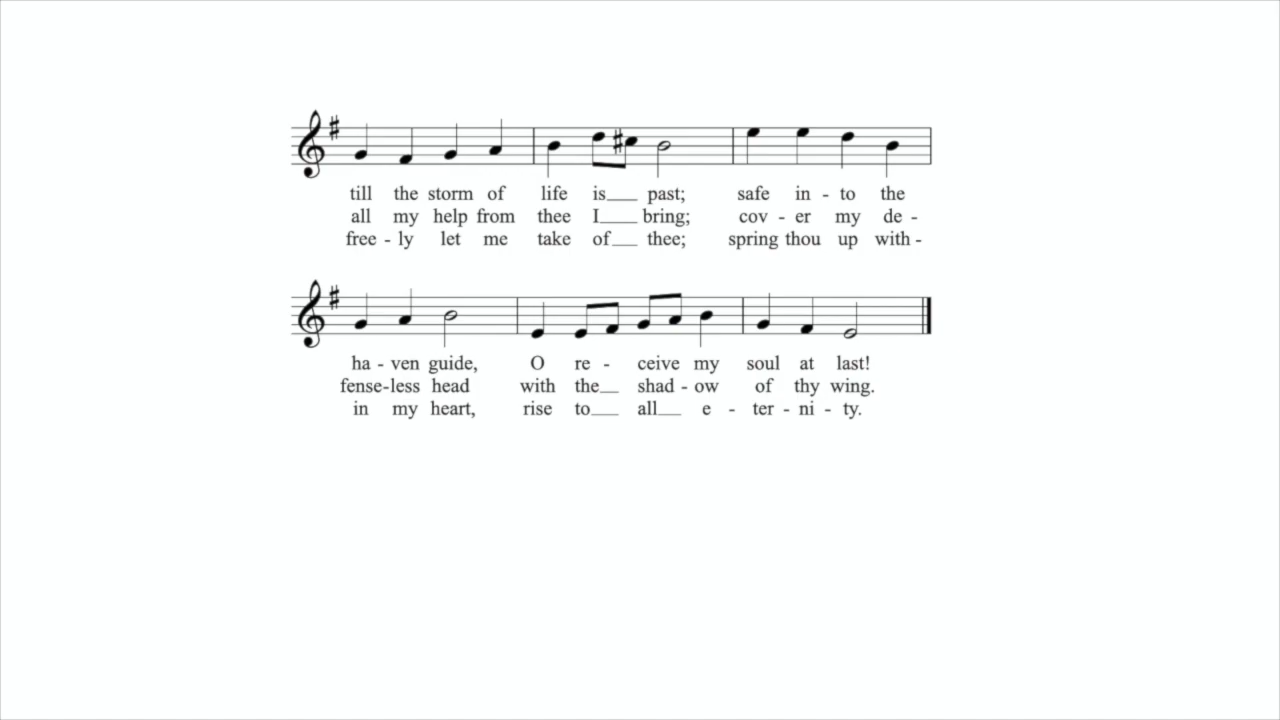 till the storm of life is___ past; safe in - to the
all my help from thee I___ bring; cov - er my de -
free - ly let me take of___ thee; spring thou up with -
ha - ven guide, O re - ceive my soul at last!
fense-less head with the__ shad - ow of thy wing.
in my heart, rise to___ all__ e - ter - ni - ty.